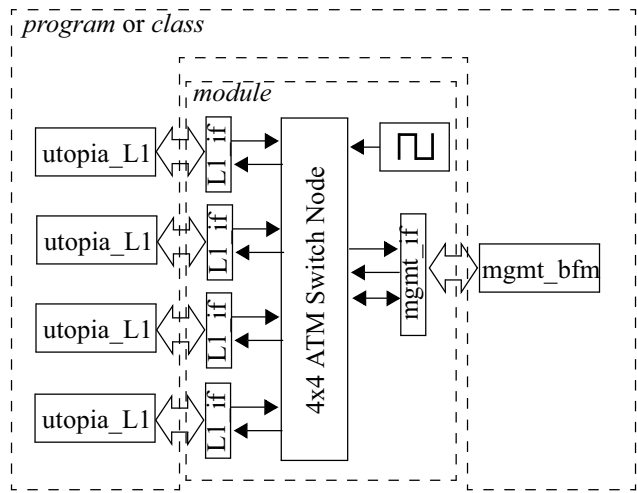 program or class
module
utopia_L1
L1_if
utopia_L1
L1_if
utopia_L1
L1_if
utopia_L1
L1_if
4x4 ATM Switch Node
mgmt_if
mgmt_bfm